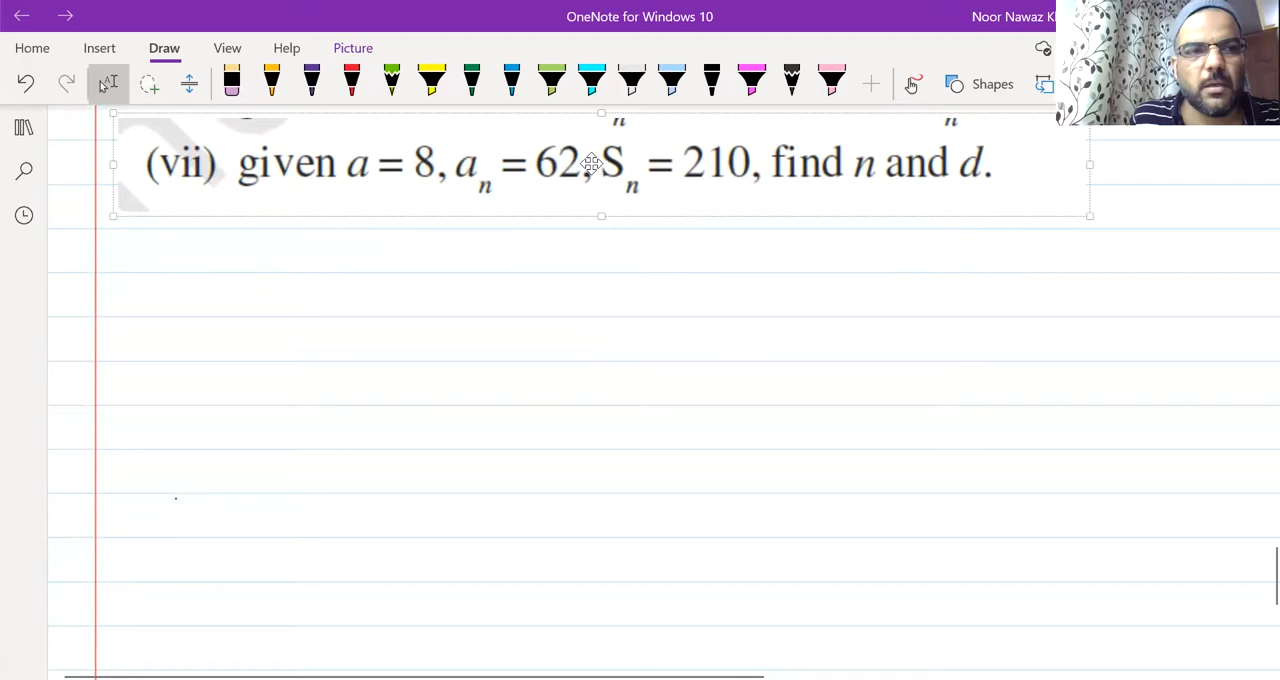 OneNote for Windows 10
Noor Nawaz
Home Insert Draw View Help Picture
Shapes
n n
(vii) given a = 8, a_n = 62, S_n = 210, find n and d.